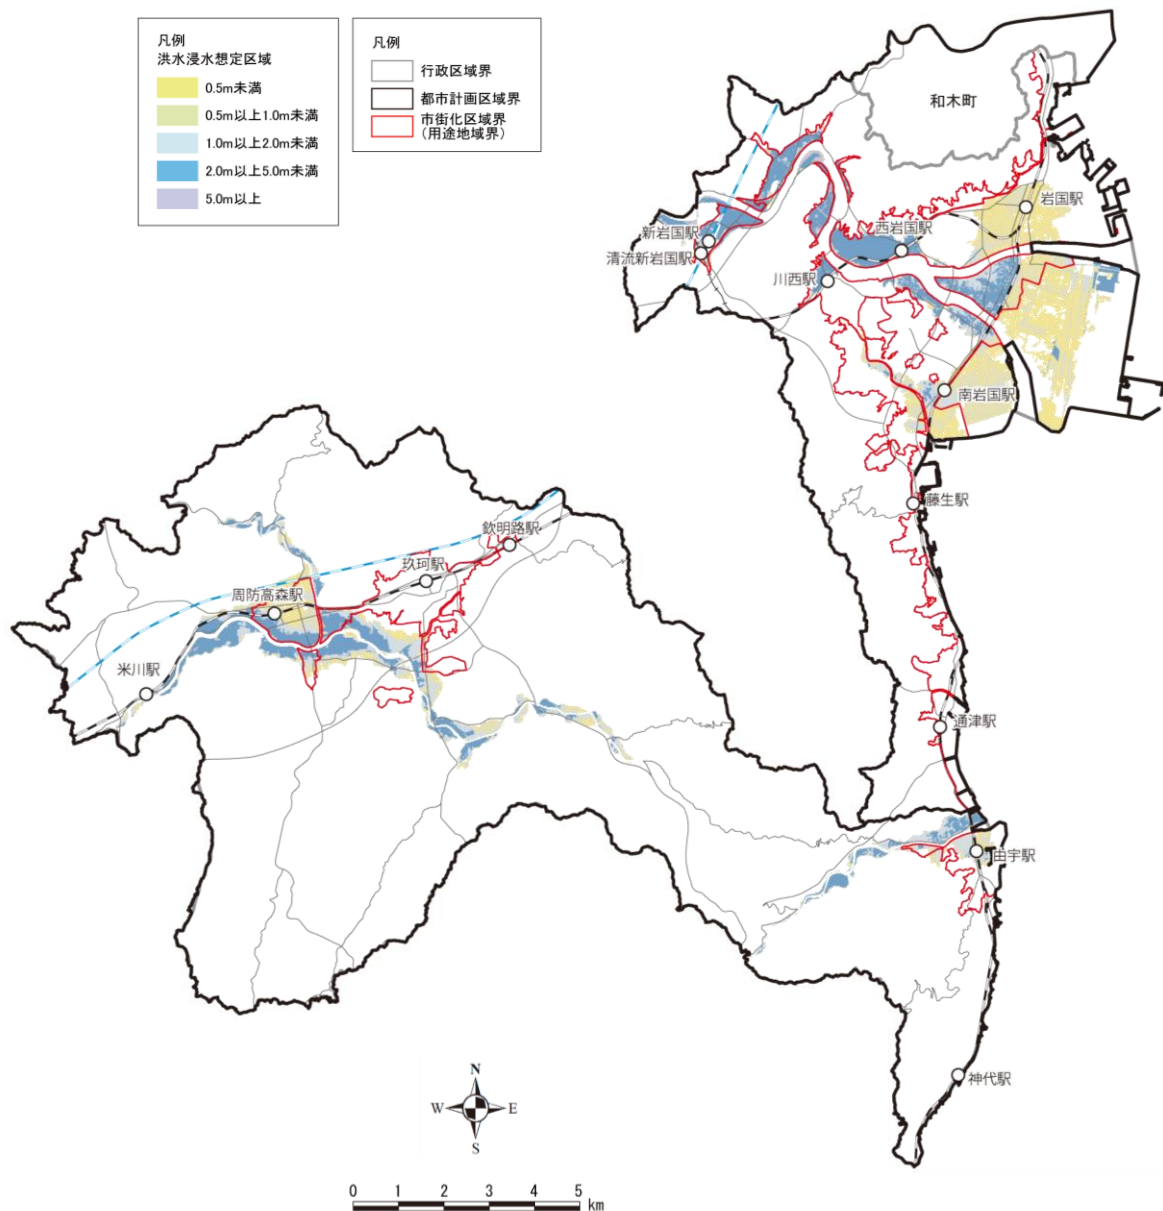 凡例
洪水浸水想定区域
0.5m未満
0.5m以上1.0m未満
1.0m以上2.0m未満
2.0m以上5.0m未満
5.0m以上
凡例
行政区域界
都市計画区域界
市街化区域界
(用途地域界)
和木町
岩国駅
新岩国駅
西岩国駅
清流新岩国駅
川西駅
南岩国駅
藤生駅
欽明路駅
玖珂駅
周防高森駅
米川駅
通津駅
由宇駅
神代駅
N
W
E
S
0 1 2 3 4 5
km